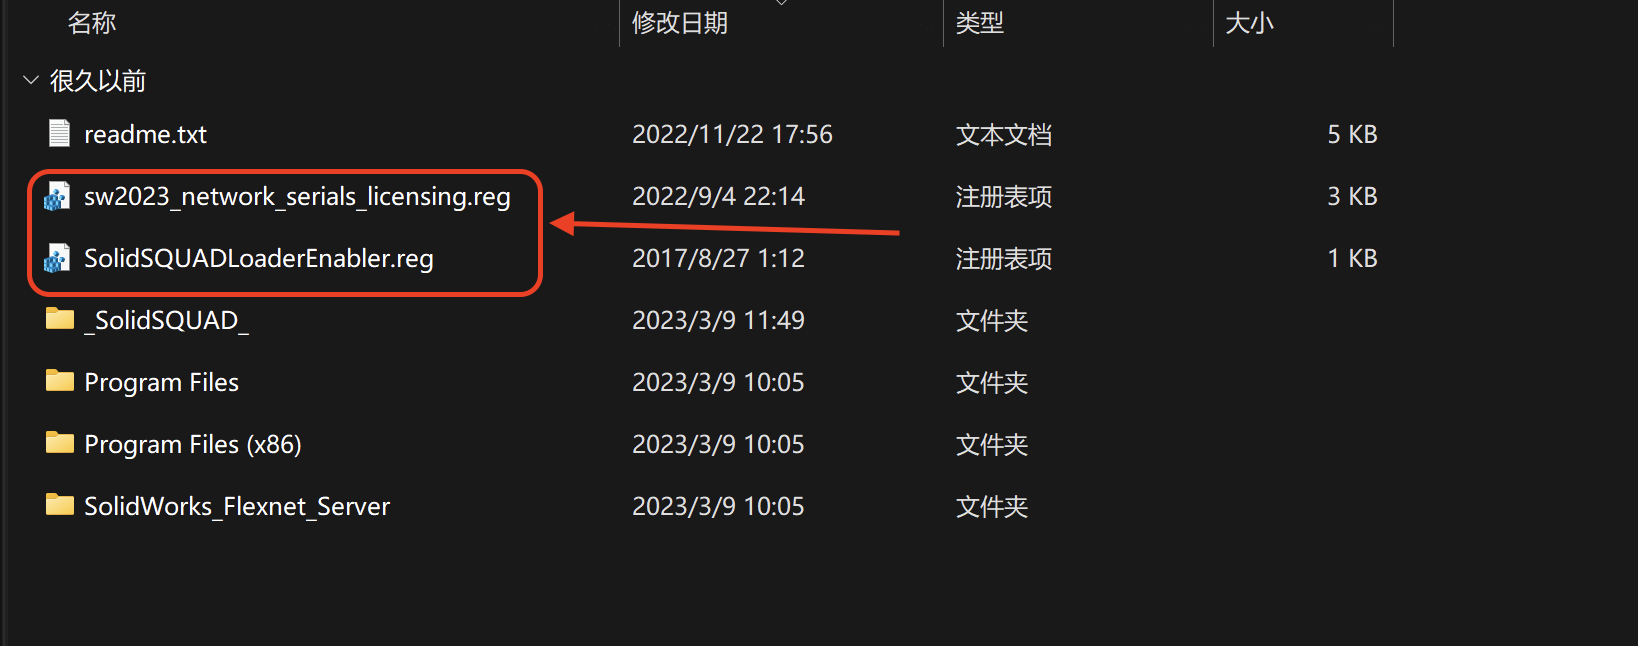 名称 修改日期 类型 大小
很久以前
readme.txt 2022/11/22 17:56 文本文档 5 KB
sw2023_network_serials_licensing.reg 2022/9/4 22:14 注册表项 3 KB
SolidSQUADLoaderEnabler.reg 2017/8/27 1:12 注册表项 1 KB
_SolidSQUAD_ 2023/3/9 11:49 文件夹
Program Files 2023/3/9 10:05 文件夹
Program Files (x86) 2023/3/9 10:05 文件夹
SolidWorks_Flexnet_Server 2023/3/9 10:05 文件夹